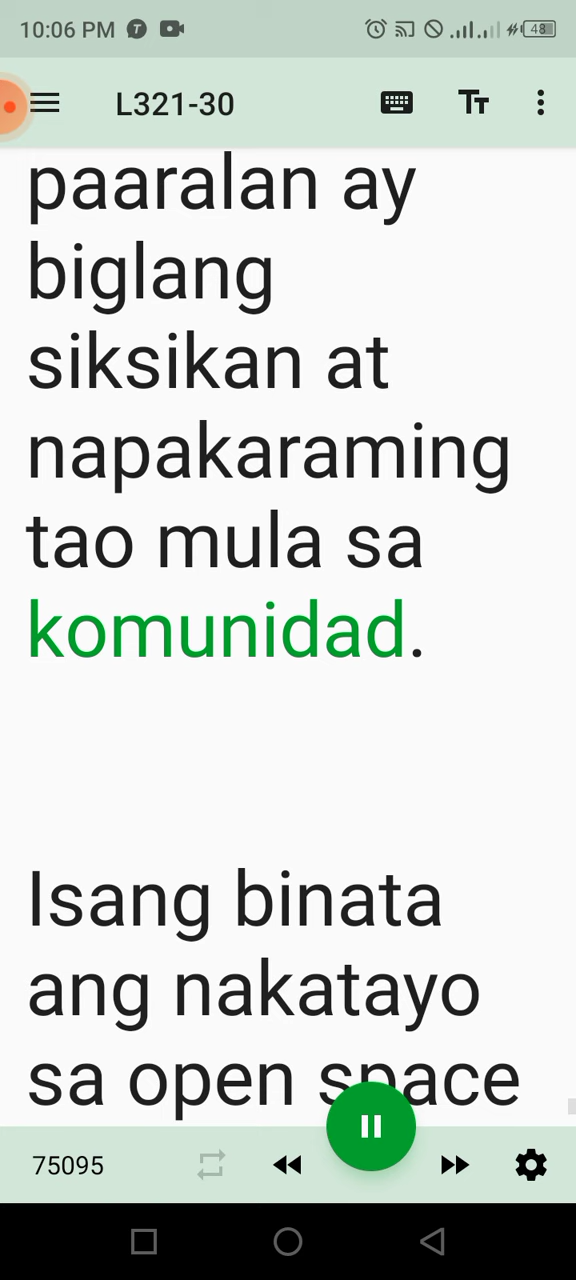 10:06 PM
48
L321-30
paaralan ay
biglang
siksikan at
napakaraming
tao mula sa
komunidad.
Isang binata
ang nakatayo
sa open space
75095